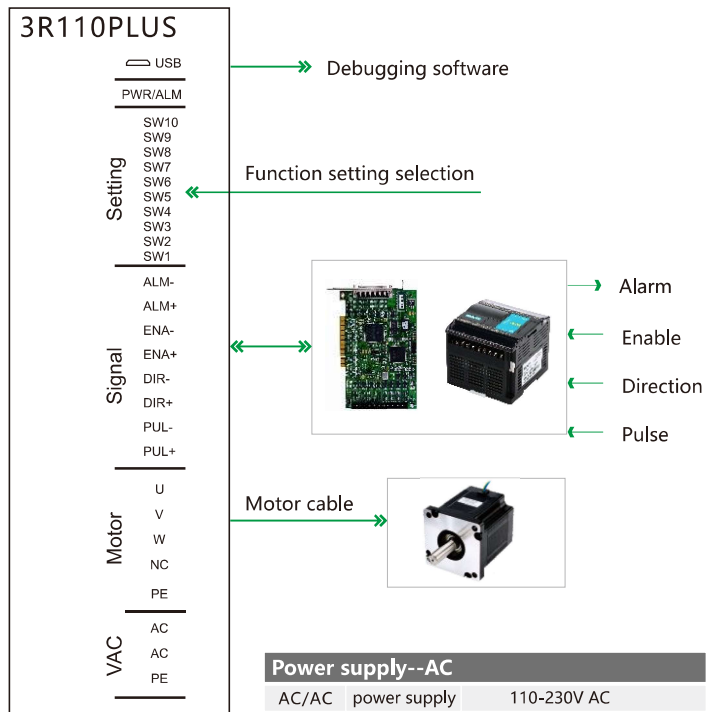 3R110PLUS
USB
Debugging software
PWR/ALM
Setting
SW10
SW9
SW8
SW7
SW6
SW5
SW4
SW3
SW2
SW1
Function setting selection
Signal
ALM-
ALM+
ENA-
ENA+
DIR-
DIR+
PUL-
PUL+
Alarm
Enable
Direction
Pulse
Motor
U
V
W
NC
PE
Motor cable
VAC
AC
AC
PE
Power supply--AC
AC/AC power supply 110-230V AC